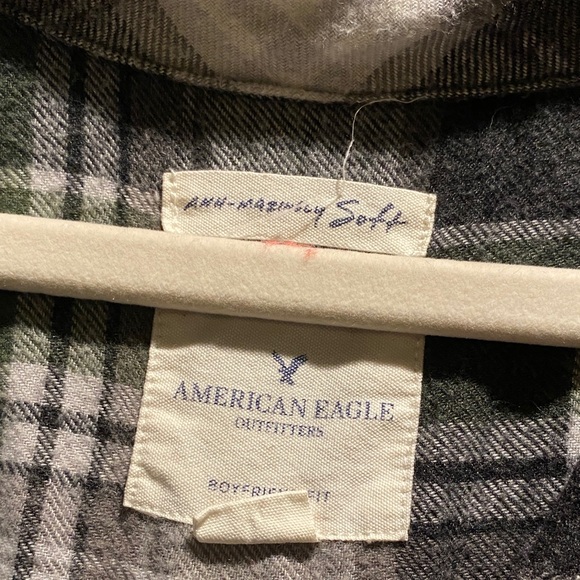 AHH-MAZINGLY Soft
AMERICAN EAGLE
OUTFITTERS
BOYFRIEND FIT